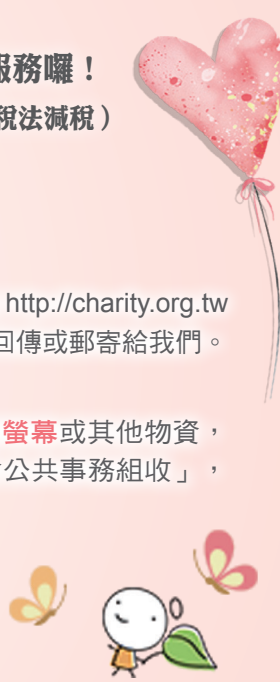 服務囉！
稅法減稅）
http://charity.org.tw
回傳或郵寄給我們。
螢幕或其他物資，
公共事務組收」，